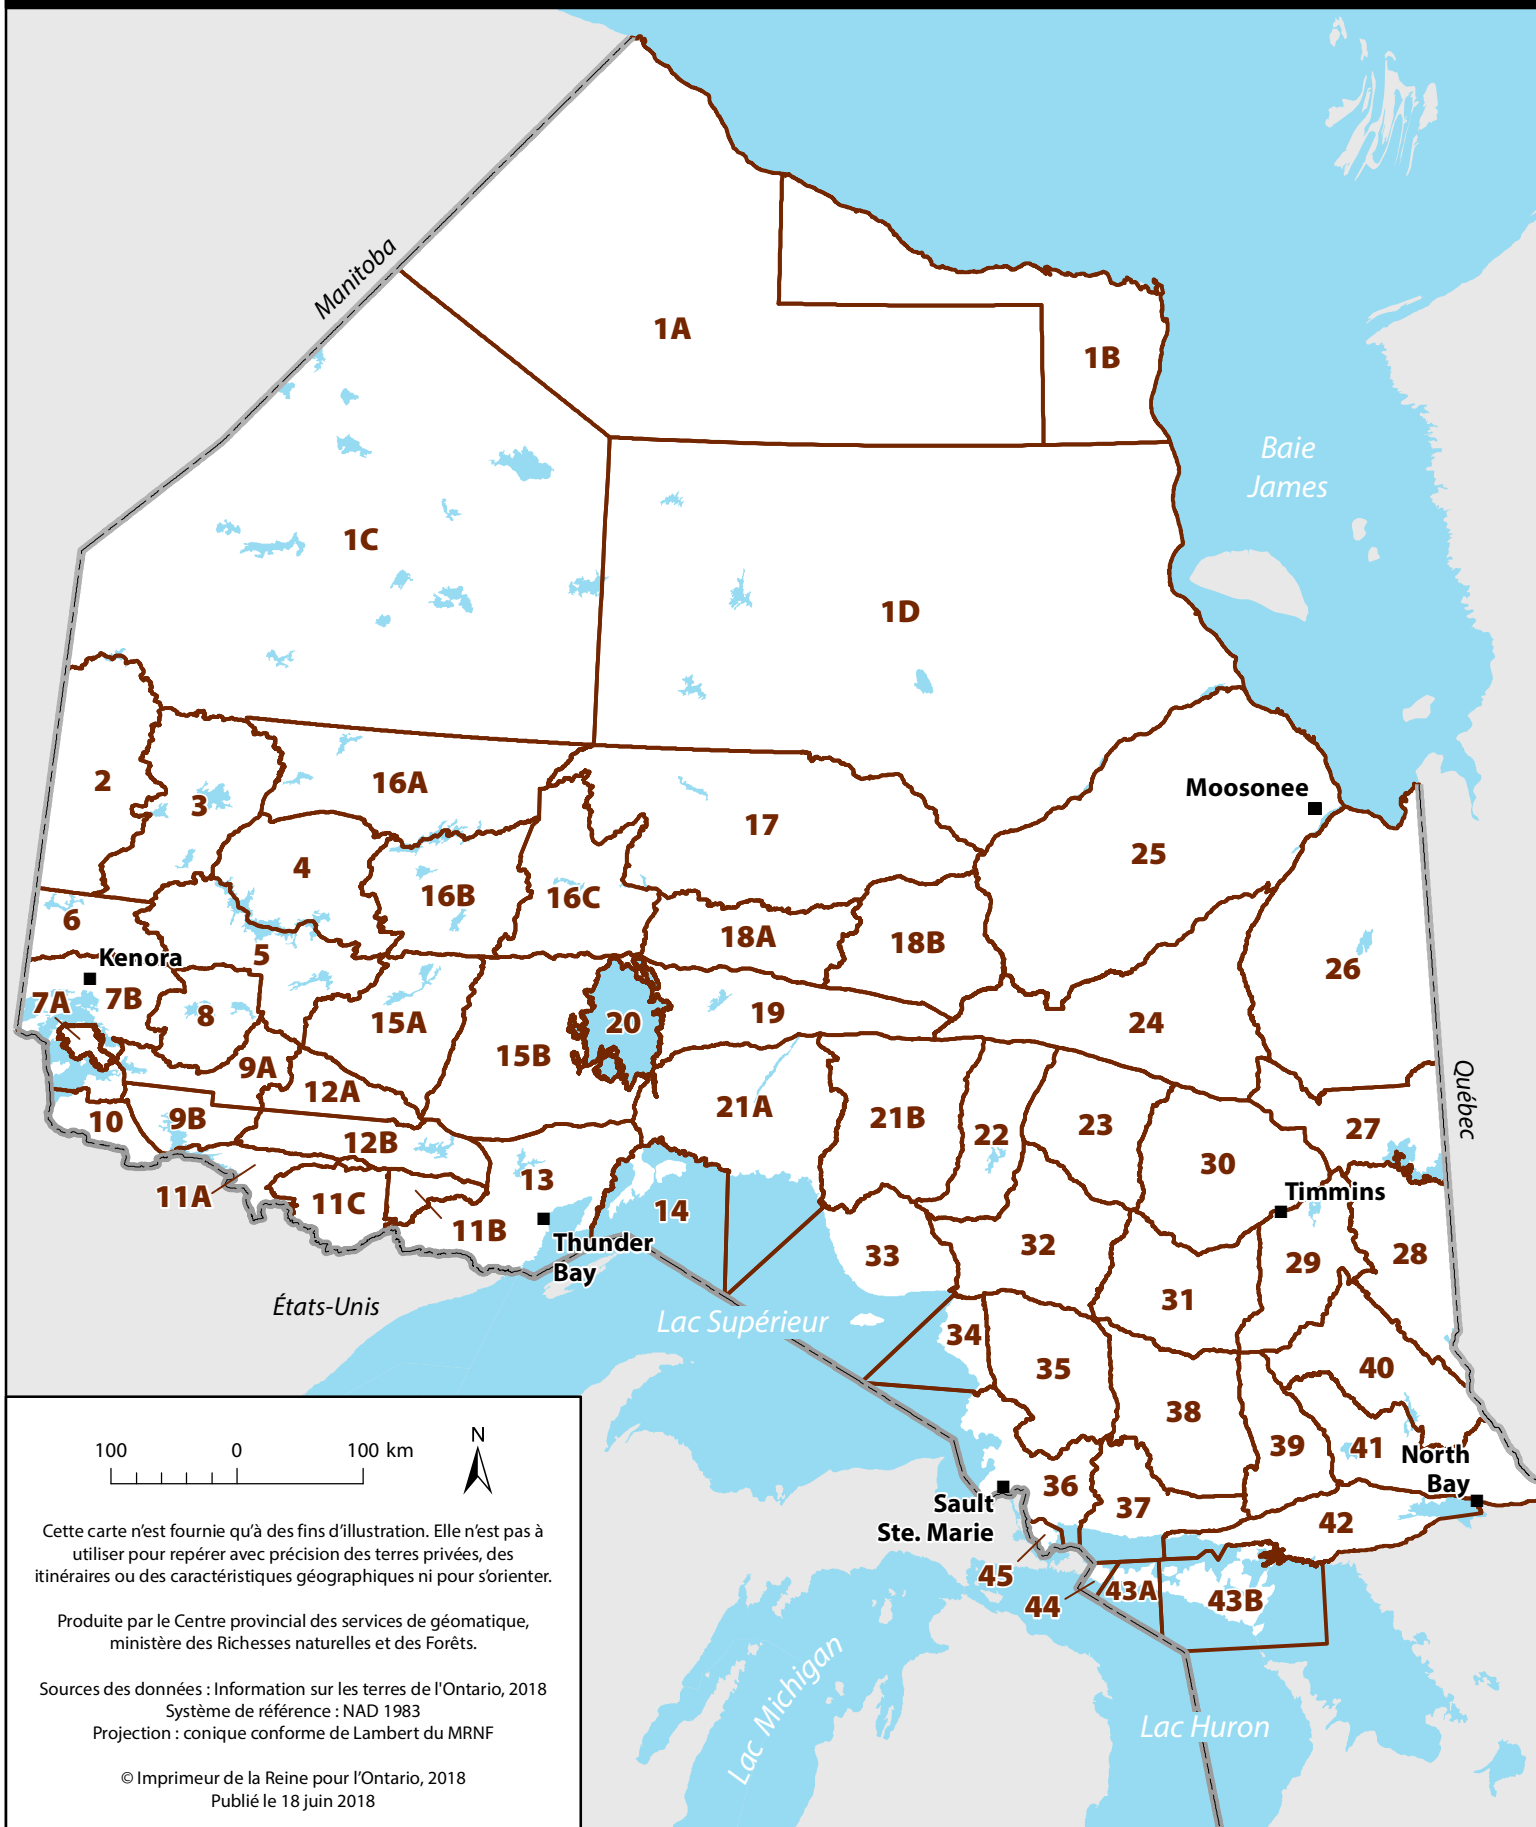 Manitoba
1A
1B
Baie
James
1C
1D
2
3
16A
Moosonee
17
4
25
16B
16C
6
18A
18B
5
Kenora
26
7A
7B
8
15A
20
19
24
15B
9A
12A
21A
21B
22
23
Québec
10
9B
12B
27
30
13
11A
11C
14
Timmins
11B
Thunder
Bay
33
32
29
28
États-Unis
31
Lac Supérieur
34
35
40
38
39
41
North
Bay
36
37
Sault
Ste. Marie
42
45
44
43A
43B
Lac Michigan
Lac Huron
N
100 0 100 km
Cette carte n'est fournie qu'à des fins d'illustration. Elle n'est pas à
utiliser pour repérer avec précision des terres privées, des
itinéraires ou des caractéristiques géographiques ni pour s'orienter.
Produite par le Centre provincial des services de géomatique,
ministère des Richesses naturelles et des Forêts.
Sources des données : Information sur les terres de l'Ontario, 2018
Système de référence : NAD 1983
Projection : conique conforme de Lambert du MRNF
© Imprimeur de la Reine pour l'Ontario, 2018
Publié le 18 juin 2018